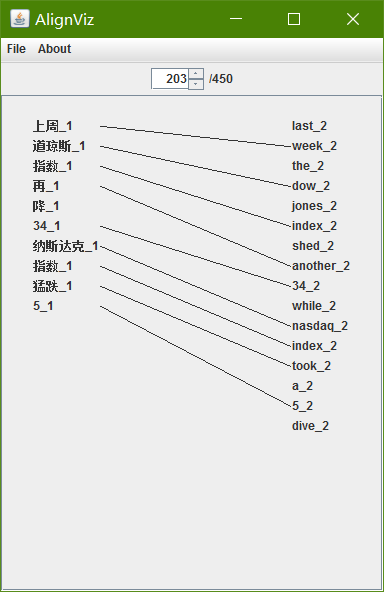 AlignViz
File About
203 /450
上周_1 last_2
道琼斯_1 week_2
指数_1 the_2
再_1 dow_2
降_1 jones_2
34_1 index_2
纳斯达克_1 shed_2
指数_1 another_2
猛跌_1 34_2
5_1 while_2
nasdaq_2
index_2
took_2
a_2
5_2
dive_2